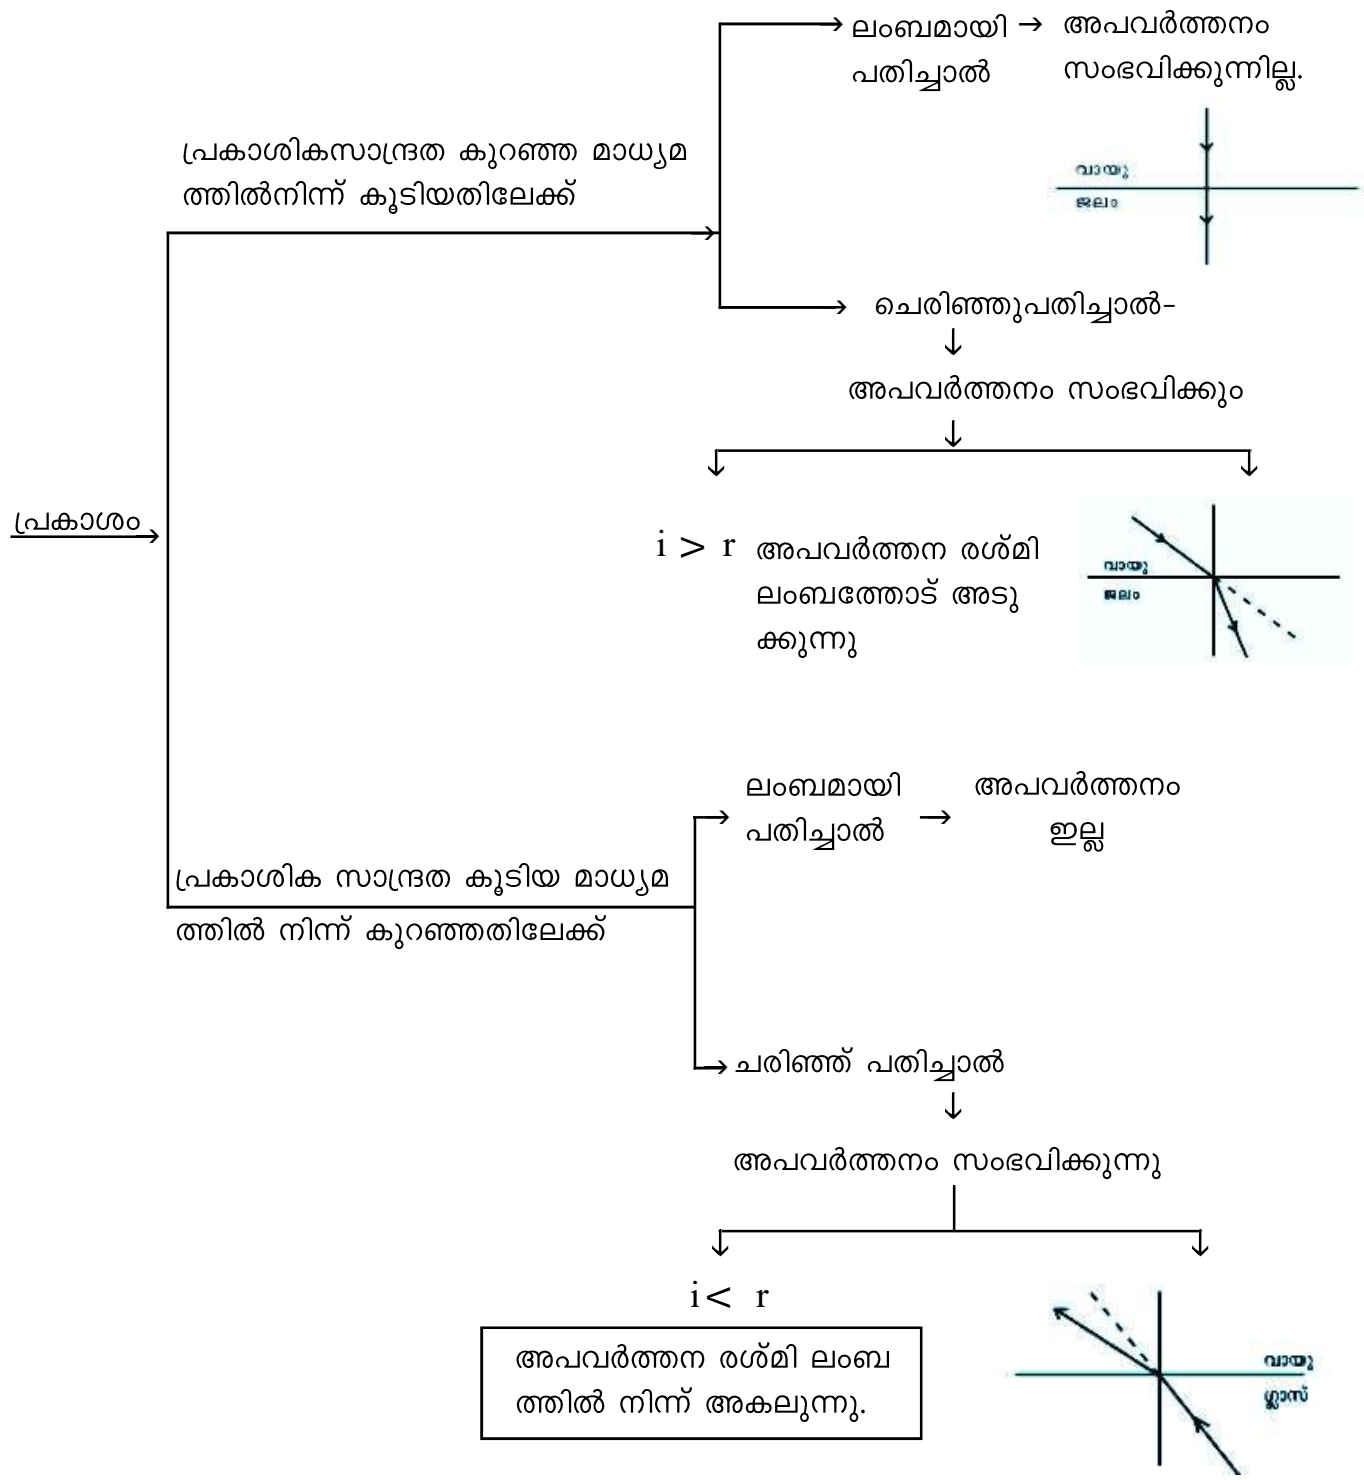 ലംബമായി → അപവർത്തനം
പതിച്ചാൽ സംഭവിക്കുന്നില്ല.
പ്രകാശികസാന്ദ്രത കുറഞ്ഞ മാധ്യമ
ത്തിൽനിന്ന് കൂടിയതിലേക്ക്
വായു
ജലം
ചെരിഞ്ഞുപതിച്ചാൽ-
അപവർത്തനം സംഭവിക്കും
പ്രകാശം
i > r അപവർത്തന രശ്മി
ലംബത്തോട് അടു
ക്കുന്നു
വായു
ജലം
ലംബമായി → അപവർത്തനം
പതിച്ചാൽ ഇല്ല
പ്രകാശിക സാന്ദ്രത കൂടിയ മാധ്യമ
ത്തിൽ നിന്ന് കുറഞ്ഞതിലേക്ക്
ചരിഞ്ഞ് പതിച്ചാൽ
അപവർത്തനം സംഭവിക്കുന്നു
i < r
അപവർത്തന രശ്മി ലംബ
ത്തിൽ നിന്ന് അകലുന്നു.
വായു
ഗ്ലാസ്